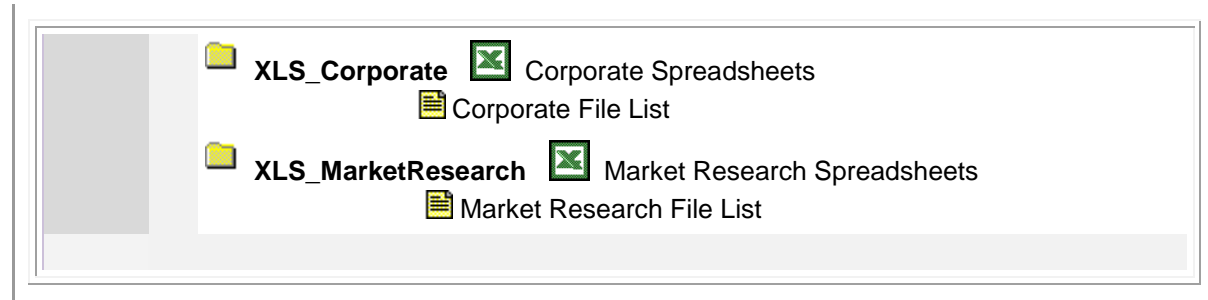 XLS_Corporate Corporate Spreadsheets
Corporate File List
XLS_MarketResearch Market Research Spreadsheets
Market Research File List